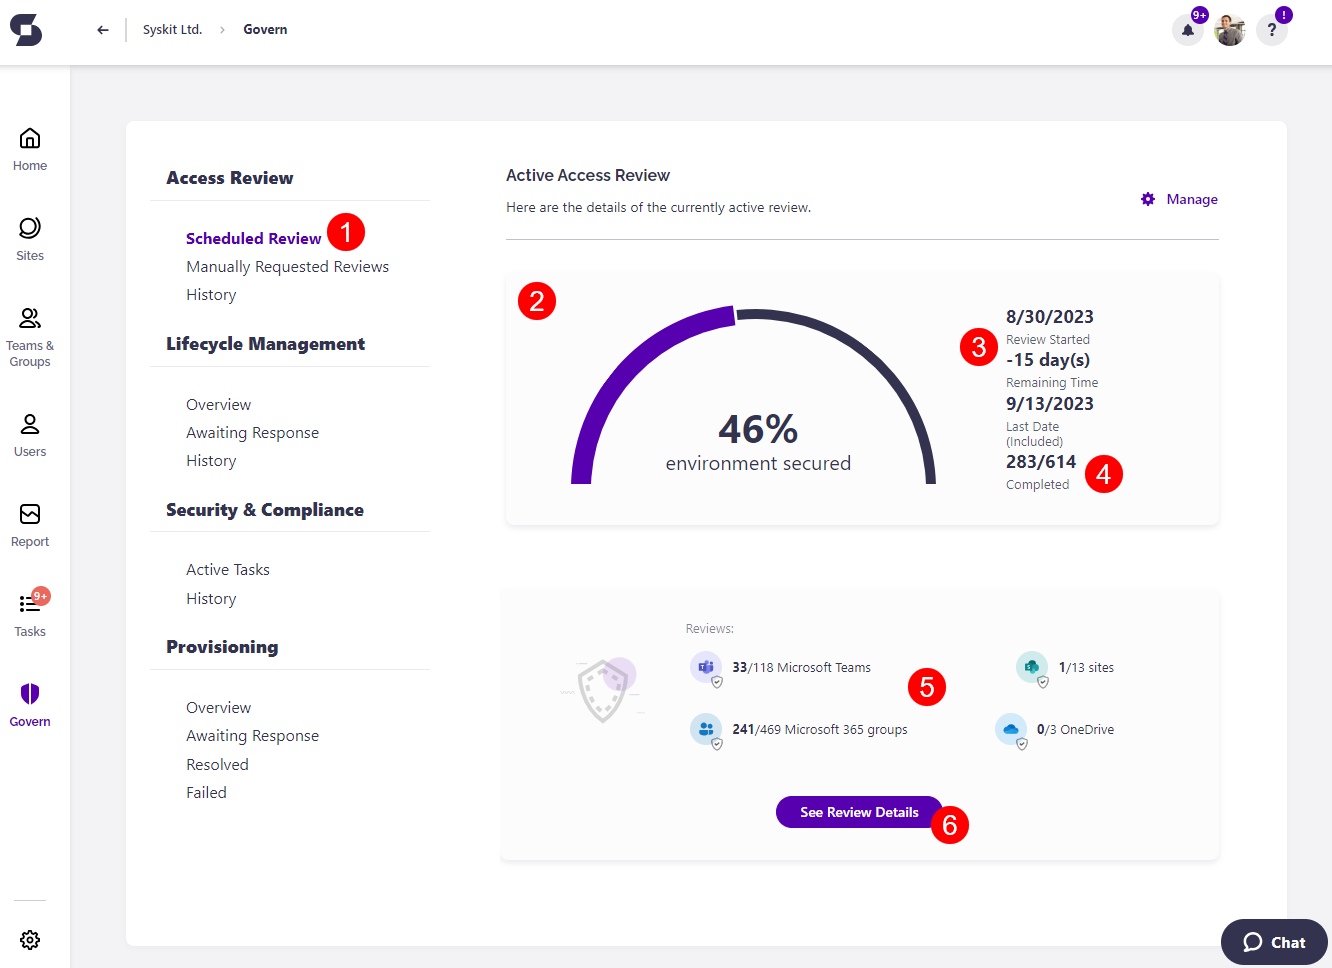 Syskit Ltd. > Govern
9+
!
?
Home
Sites
Teams &
Groups
Users
Report
9+
Tasks
Govern
Access Review
Scheduled Review 1
Manually Requested Reviews
History
Lifecycle Management
Overview
Awaiting Response
History
Security & Compliance
Active Tasks
History
Provisioning
Overview
Awaiting Response
Resolved
Failed
Active Access Review
Here are the details of the currently active review.
Manage
2
46%
environment secured
8/30/2023
Review Started
3
-15 day(s)
Remaining Time
9/13/2023
Last Date
(Included)
283/614
Completed
4
Reviews:
33/118 Microsoft Teams
1/13 sites
5
241/469 Microsoft 365 groups
0/3 OneDrive
See Review Details
6
Chat